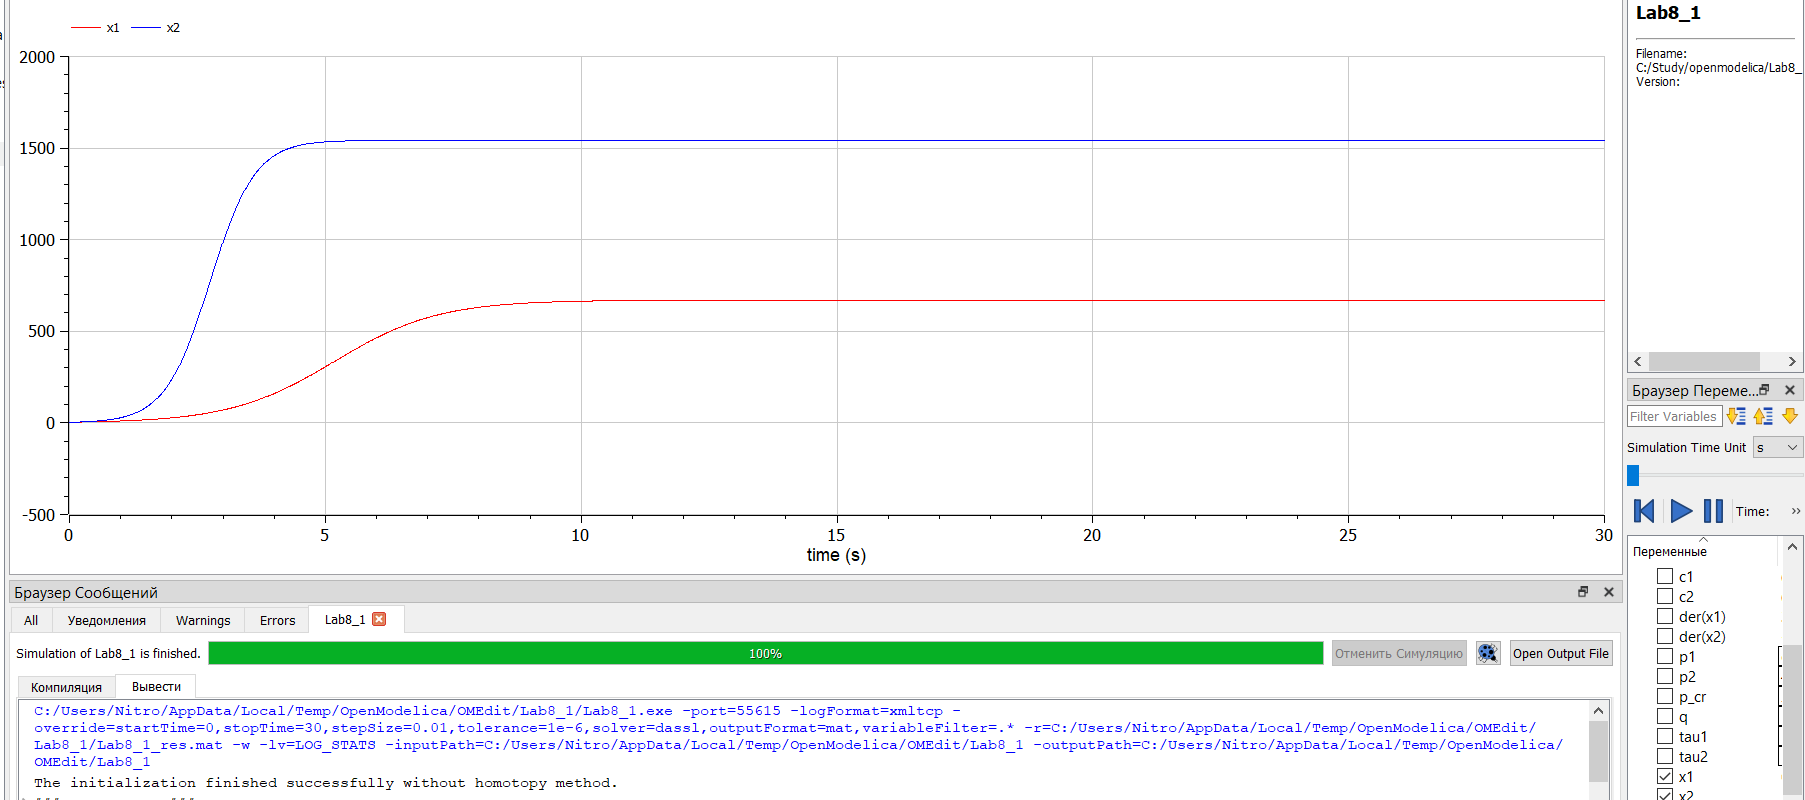 x1 x2
2000
1500
1000
500
0
-500
0 5 10 15 20 25 30
time (s)
Lab8_1
Filename:
C:/Study/openmodelica/Lab8_
Version:
Браузер Переме...
Filter Variables
Simulation Time Unit s
Time: »
Переменные
c1
c2
der(x1)
der(x2)
p1
p2
p_cr
q
tau1
tau2
x1
x2
Браузер Сообщений
All Уведомления Warnings Errors Lab8_1
Simulation of Lab8_1 is finished. 100% Отменить Симуляцию Open Output File
Компиляция Вывести
C:/Users/Nitro/AppData/Local/Temp/OpenModelica/OMEdit/Lab8_1/Lab8_1.exe -port=55615 -logFormat=xmltcp -
override=startTime=0,stopTime=30,stepSize=0.01,tolerance=1e-6,solver=dassl,outputFormat=mat,variableFilter=.* -r=C:/Users/Nitro/AppData/Local/Temp/OpenModelica/OMEdit/
Lab8_1/Lab8_1_res.mat -w -lv=LOG_STATS -inputPath=C:/Users/Nitro/AppData/Local/Temp/OpenModelica/OMEdit/Lab8_1 -outputPath=C:/Users/Nitro/AppData/Local/Temp/OpenModelica/
OMEdit/Lab8_1
The initialization finished successfully without homotopy method.